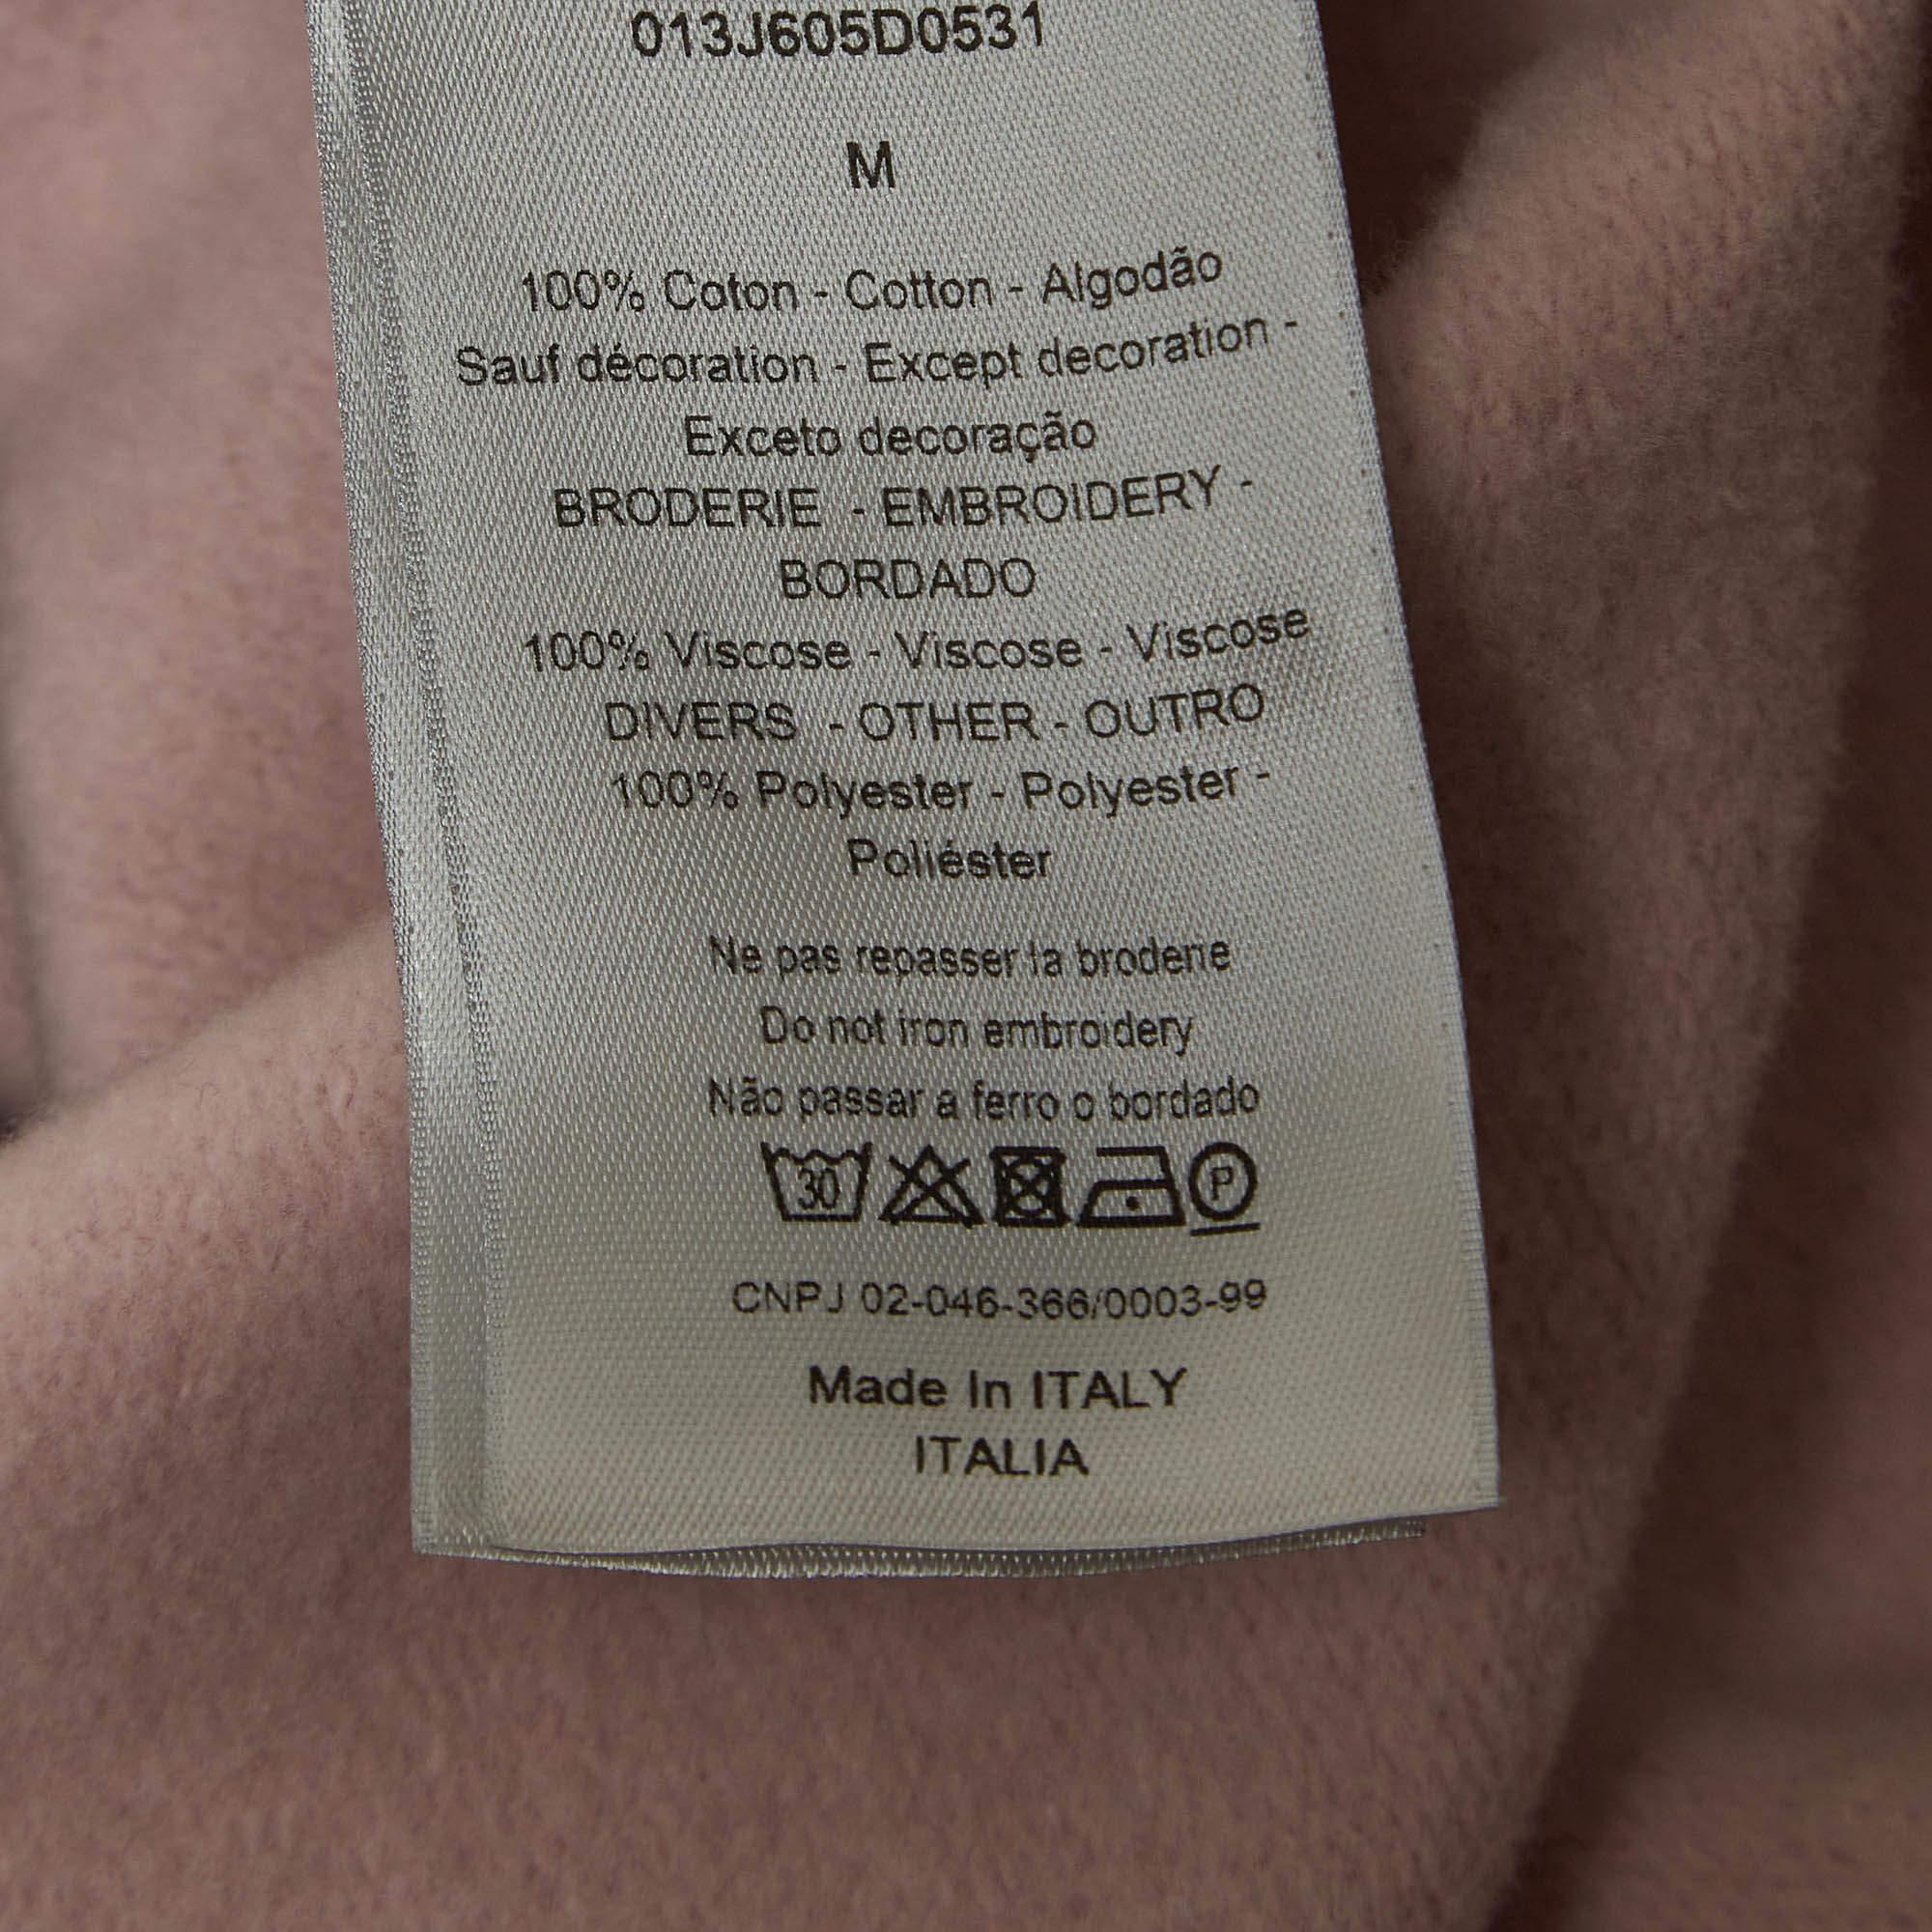 013J605D0531
M
100% Coton - Cotton - Algodão
Sauf décoration - Except decoration -
Exceto decoração
BRODERIE - EMBROIDERY -
BORDADO
100% Viscose - Viscose - Viscose
DIVERS - OTHER - OUTRO
100% Polyester - Polyester -
Poliéster
Ne pas repasser la broderie
Do not iron embroidery
Não passar a ferro o bordado
30 P
CNPJ 02-046-366/0003-99
Made In ITALY
ITALIA